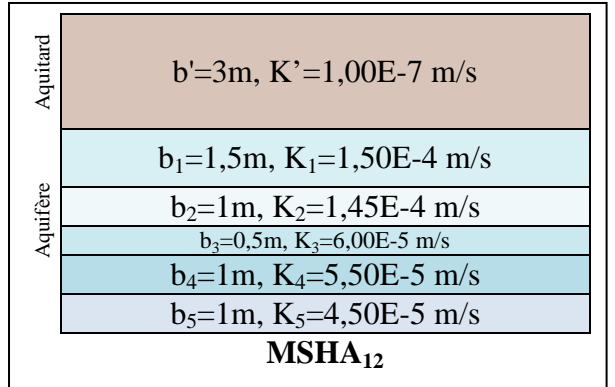 Aquitard
b'=3m, K’=1,00E-7 m/s
Aquifère
b₁=1,5m, K₁=1,50E-4 m/s
b₂=1m, K₂=1,45E-4 m/s
b₃=0,5m, K₃=6,00E-5 m/s
b₄=1m, K₄=5,50E-5 m/s
b₅=1m, K₅=4,50E-5 m/s
MSHA₁₂